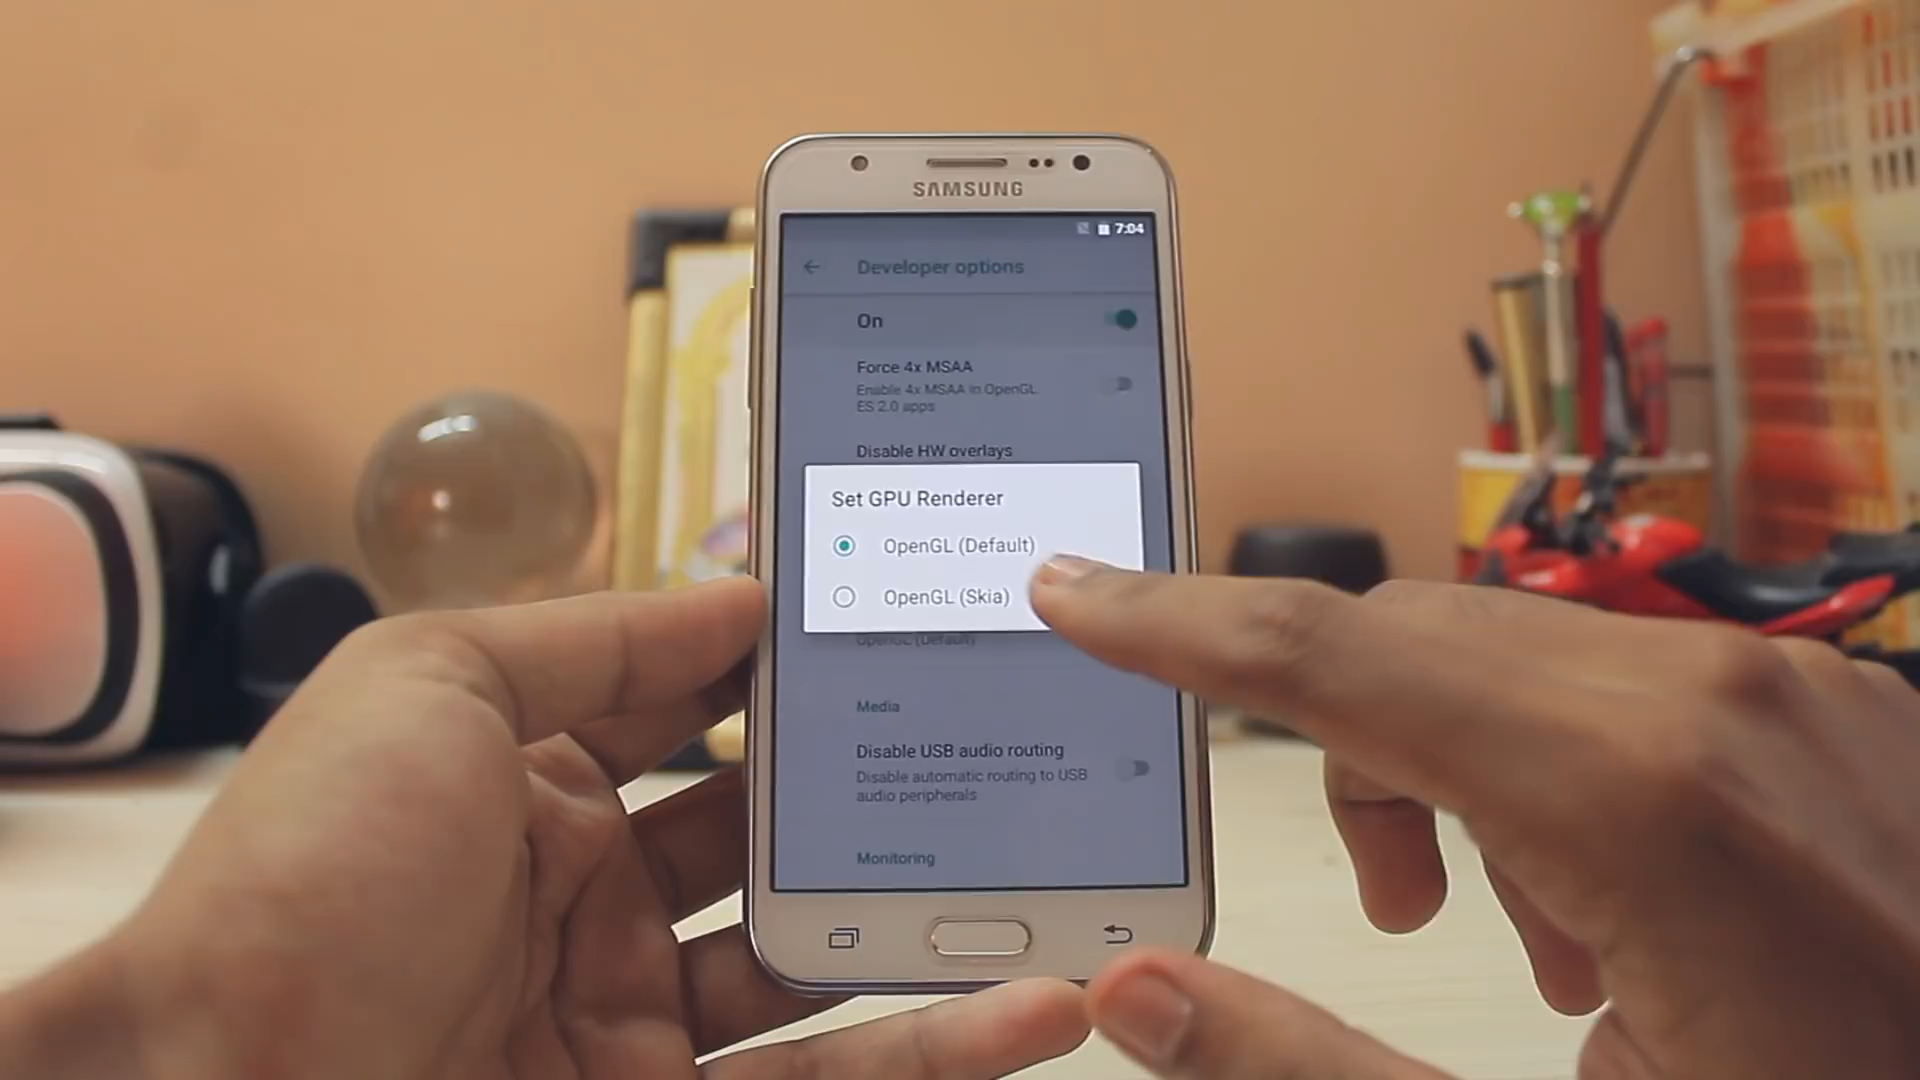 SAMSUNG
7:04
Developer options
On
Force 4x MSAA
Enable 4x MSAA in OpenGL
ES 2.0 apps
Disable HW overlays
Set GPU Renderer
OpenGL (Default)
OpenGL (Skia)
OpenGL (Default)
Media
Disable USB audio routing
Disable automatic routing to USB
audio peripherals
Monitoring